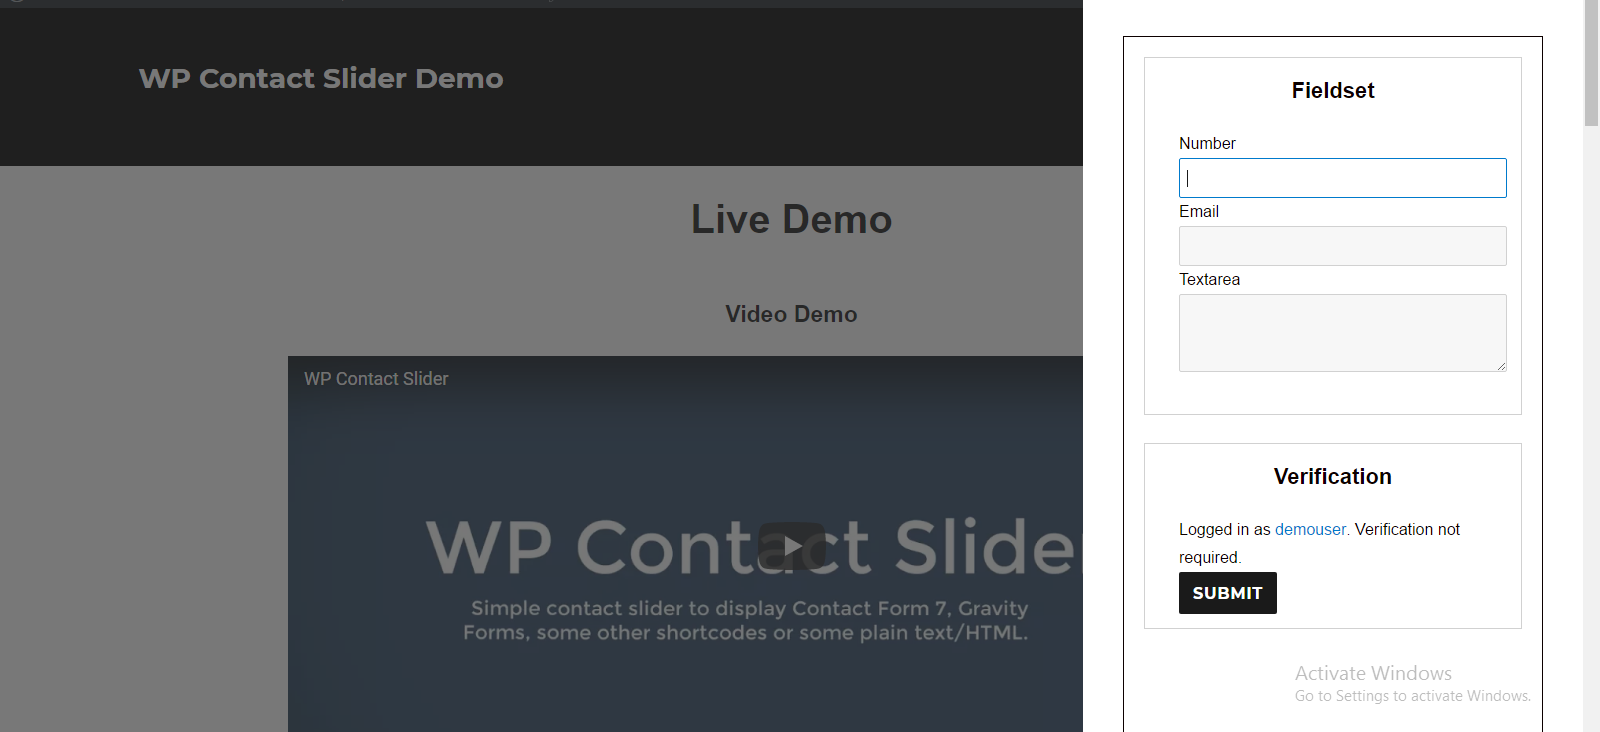 WP Contact Slider Demo
Live Demo
Video Demo
WP Contact Slider
WP Contact Slide
Simple contact slider to display Contact Form 7, Gravity
Forms, some other shortcodes or some plain text/HTML.
Fieldset
Number
Email
Textarea
Verification
Logged in as demouser. Verification not
required.
SUBMIT
Activate Windows
Go to Settings to activate Windows.